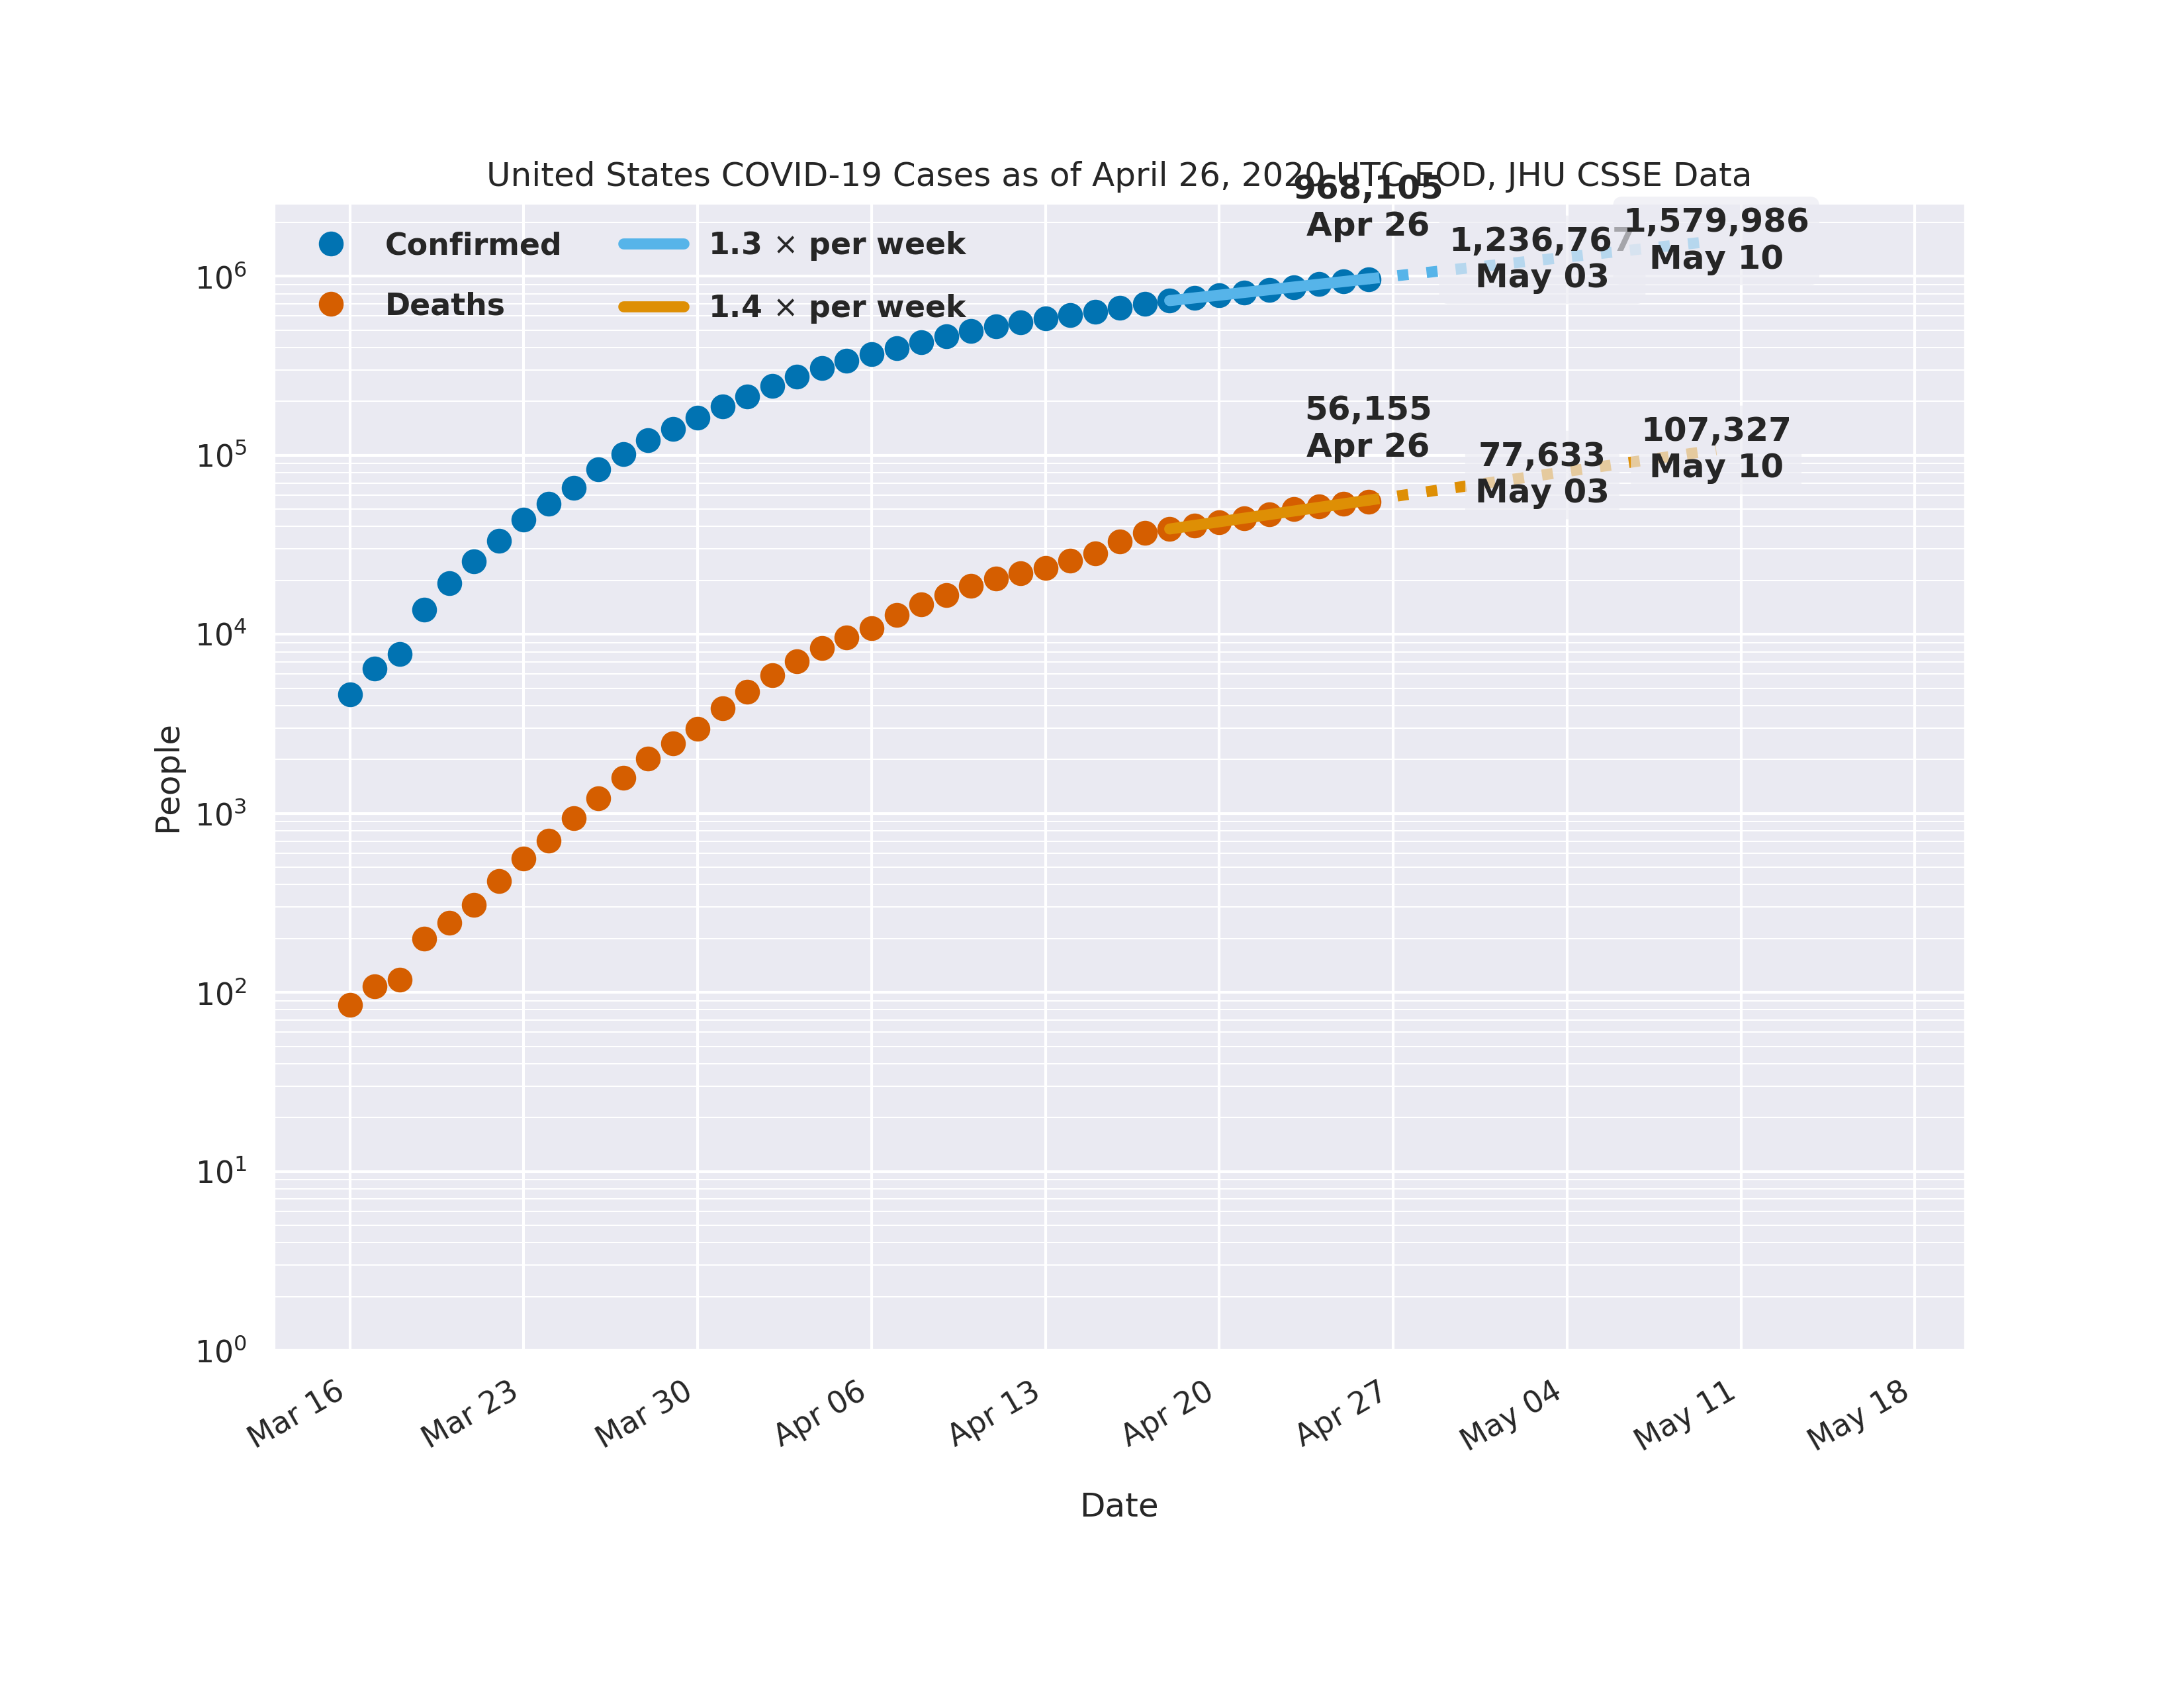 United States COVID-19 Cases as of April 26, 2020 UTC EOD, JHU CSSE Data
968,105
Apr 26
1,236,767
May 03
1,579,986
May 10
Confirmed
1.3 × per week
Deaths
1.4 × per week
56,155
Apr 26
77,633
May 03
107,327
May 10
People
10⁶
10⁵
10⁴
10³
10²
10¹
10⁰
Mar 16
Mar 23
Mar 30
Apr 06
Apr 13
Apr 20
Apr 27
May 04
May 11
May 18
Date